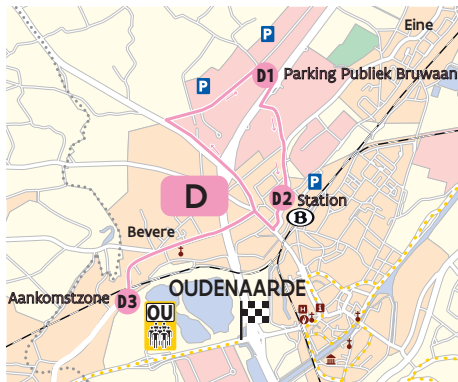 Eine
P
D1 Parking Publiek Bruwaan
P
P
D
D2 Station
B
Bevere
OUDENAARDE
Aankomstzone D3
OU
H i